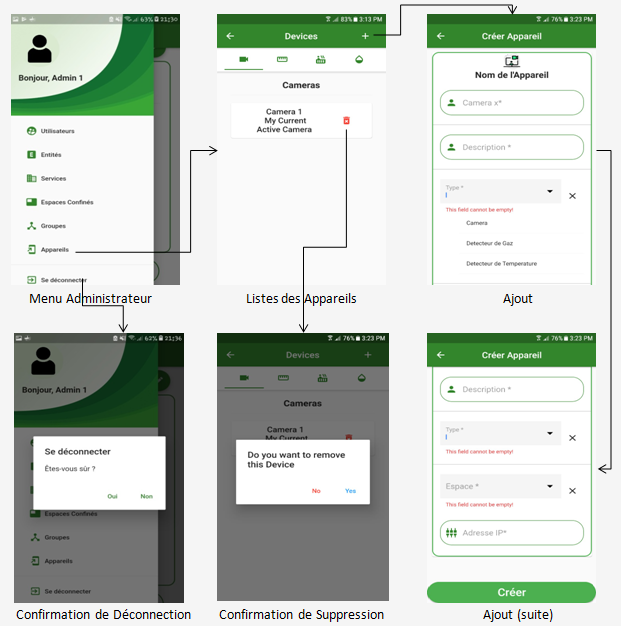 63% 21:30
Bonjour, Admin 1
Utilisateurs
Entités
Services
Espaces Confinés
Groupes
Appareils
Se déconnecter
Menu Administrateur
83% 3:13 PM
Devices
Cameras
Camera 1
My Current
Active Camera
Listes des Appareils
76% 3:23 PM
Créer Appareil
Nom de l'Appareil
Camera x*
Description *
Type *
This field cannot be empty!
Camera
Detecteur de Gaz
Detecteur de Temperature
Ajout
62% 21:36
Bonjour, Admin 1
Se déconnecter
Êtes-vous sûr ?
Oui Non
Espaces Confinés
Groupes
Appareils
Se déconnecter
Confirmation de Déconnection
76% 3:23 PM
Devices
Cameras
Camera 1
My Current
Do you want to remove
this Device
No Yes
Confirmation de Suppression
76% 3:23 PM
Créer Appareil
Description *
Type *
This field cannot be empty!
Espace *
This field cannot be empty!
Adresse IP*
Créer
Ajout (suite)